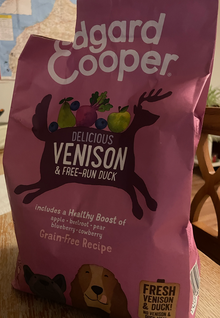 Edgard
Cooper
DELICIOUS
VENISON
& FREE-RUN DUCK
includes a Healthy Boost of
apple · beetroot · pear
blueberry · cowberry
Grain-Free Recipe
FRESH
VENISON
& DUCK!